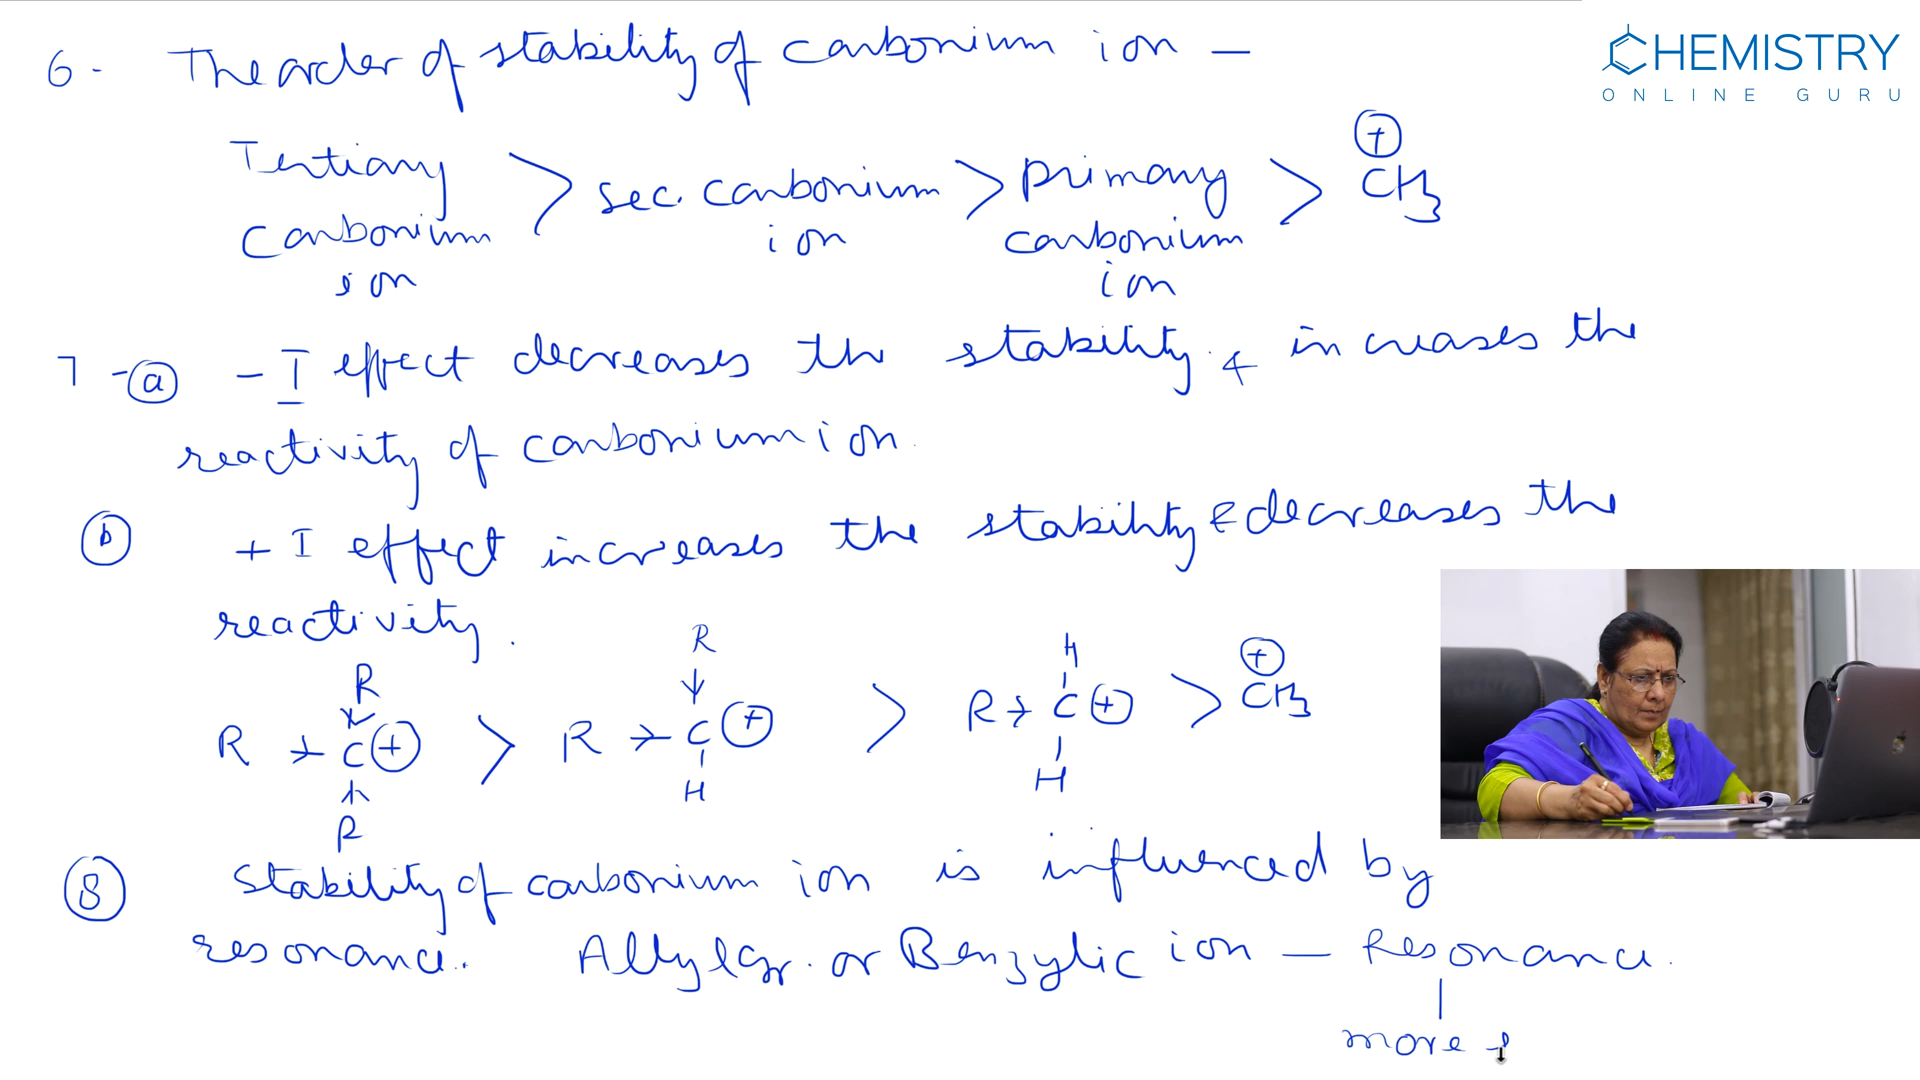 CHEMISTRY
ONLINE GURU
6 - The order of stability of carbonium ion —
Tertiary carbonium ion > sec. carbonium ion > primary carbonium ion > CH3 +
7 - a - I effect decreases the stability & increases the
reactivity of carbonium ion.
b + I effect increases the stability & decreases the
reactivity.
R R H +
R → C + > R → C + > R → C + > CH3
R H H
8 Stability of carbonium ion is influenced by
resonance. Allyl Gr. or Benzylic ion — Resonance.
more